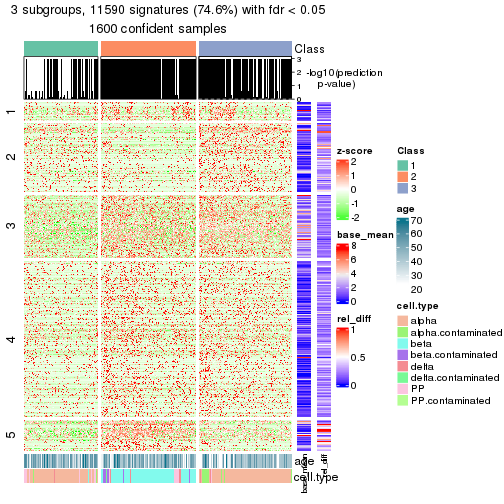 3 subgroups, 11590 signatures (74.6%) with fdr < 0.05
1600 confident samples
Class
3
2
1
0
-log10(prediction
p-value)
1
2
3
4
5
z-score
2
1
0
-1
-2
base_mean
8
6
4
2
0
rel_diff
1
0.5
0
Class
1
2
3
age
70
60
50
40
30
20
cell.type
alpha
alpha.contaminated
beta
beta.contaminated
delta
delta.contaminated
PP
PP.contaminated
age
cell.type
base_mean
rel_diff